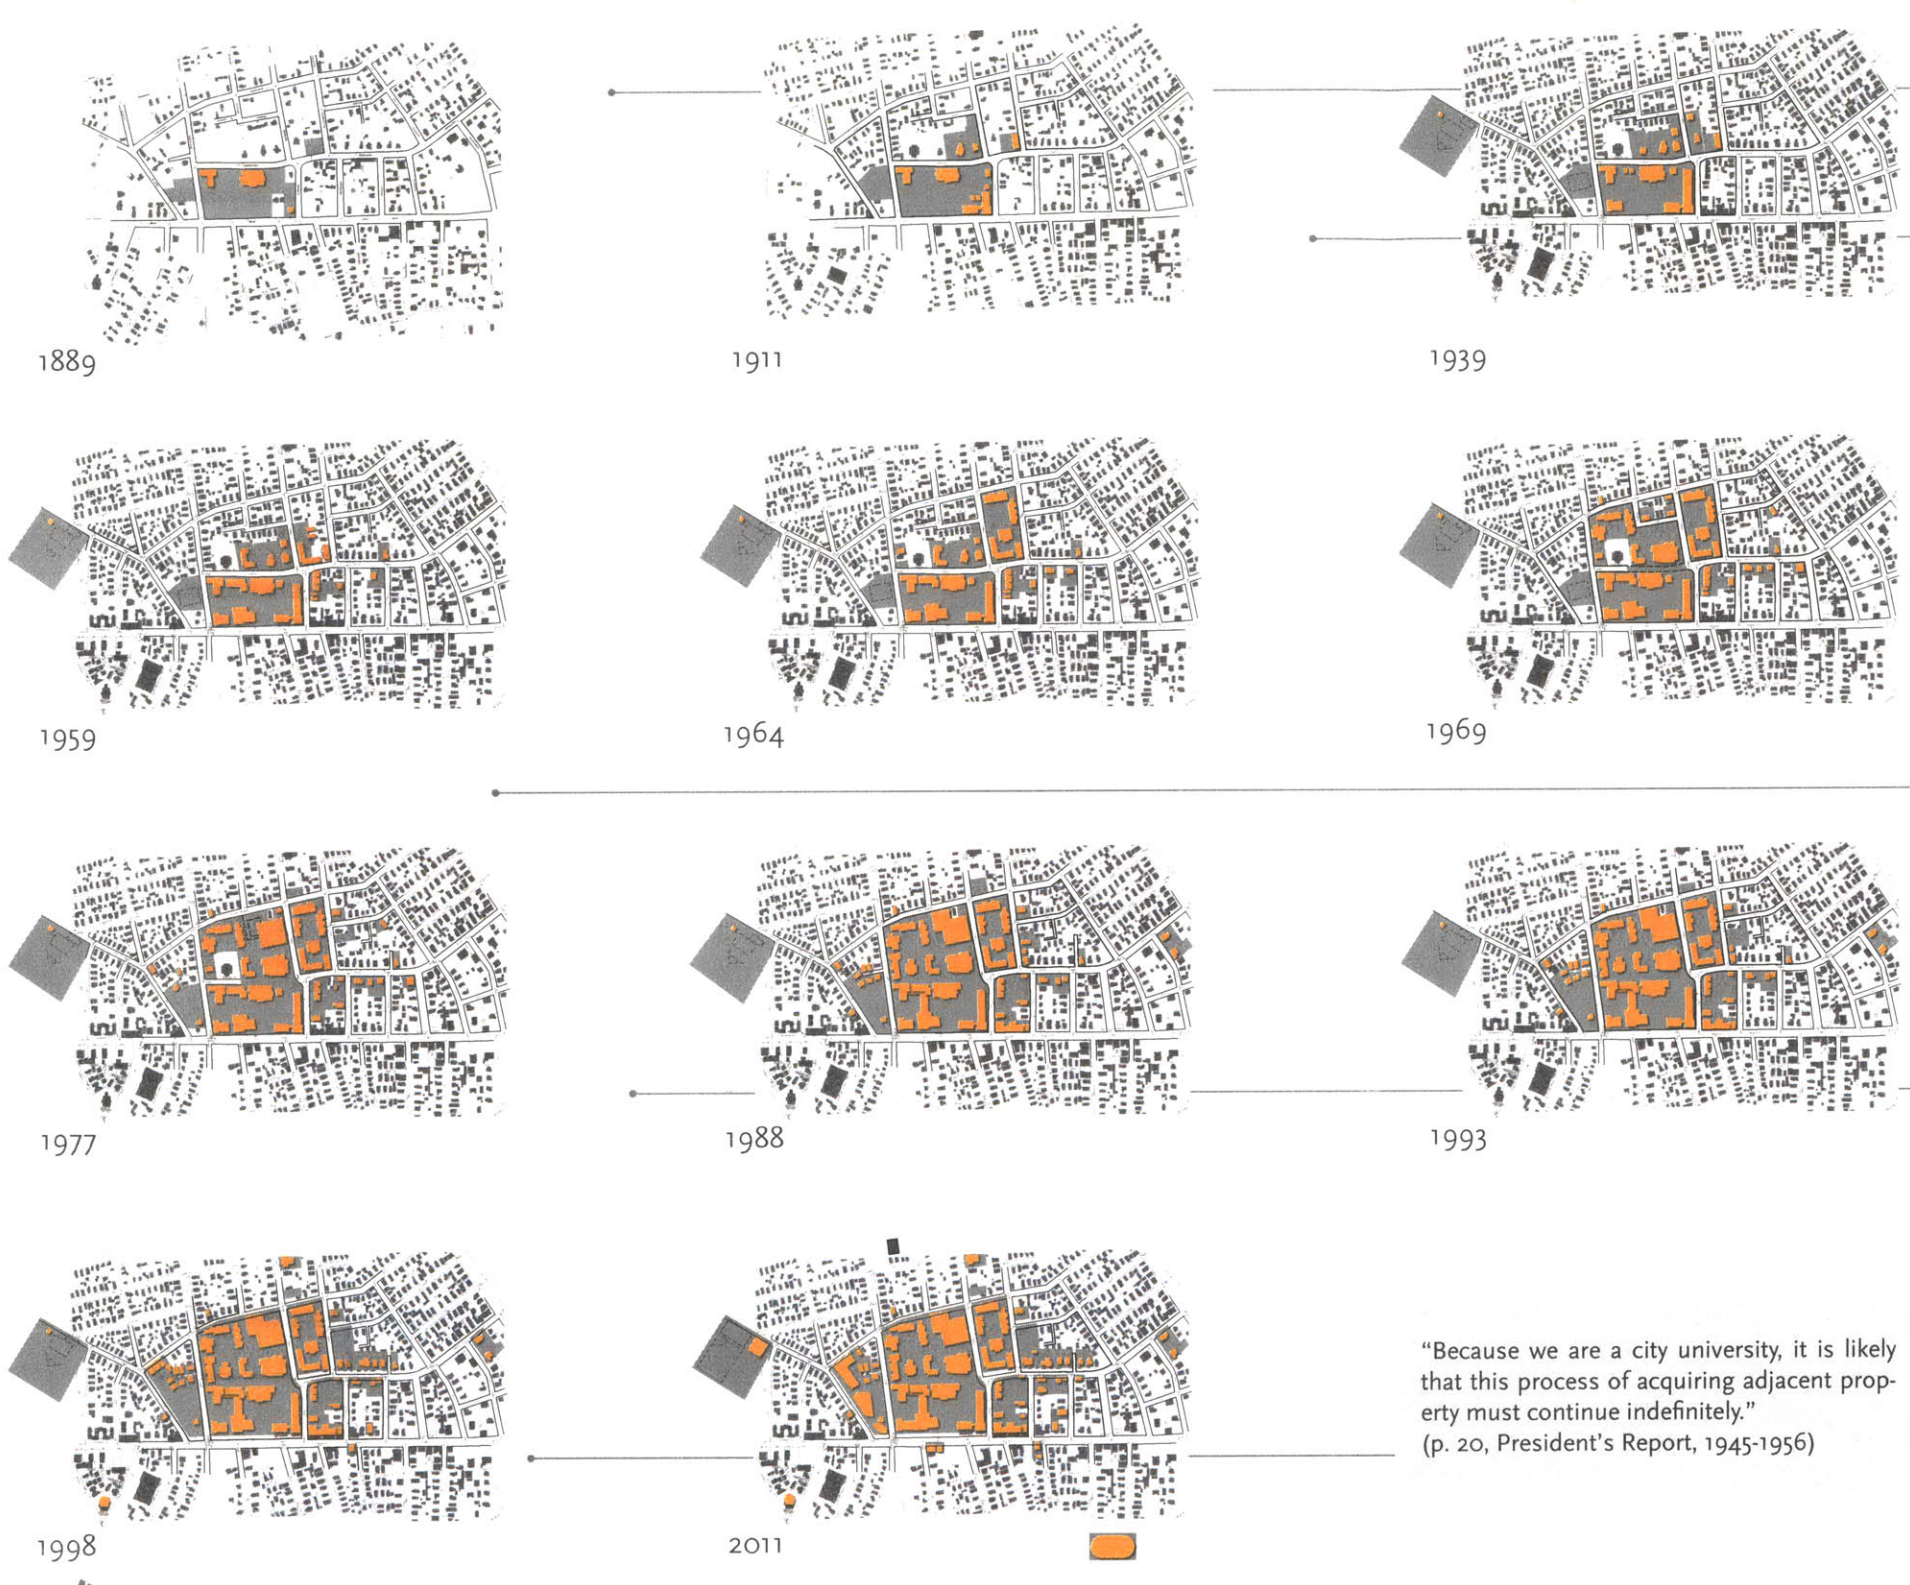 1889
1911
1939
1959
1964
1969
1977
1988
1993
1998
2011
“Because we are a city university, it is likely
that this process of acquiring adjacent prop-
erty must continue indefinitely.”
(p. 20, President’s Report, 1945-1956)